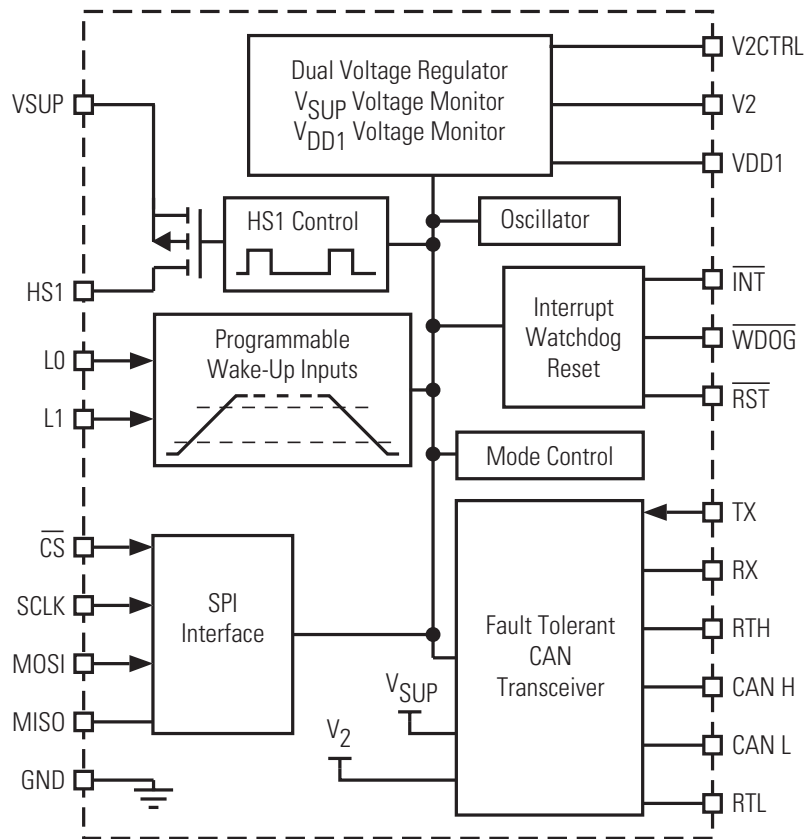 V2CTRL
Dual Voltage Regulator
VSUP Voltage Monitor
VDD1 Voltage Monitor
VSUP
V2
VDD1
HS1 Control
Oscillator
HS1
INT
Interrupt
Watchdog
Reset
WDOG
RST
Programmable
Wake-Up Inputs
L0
L1
Mode Control
TX
CS
RX
SCLK
SPI
Interface
Fault Tolerant
CAN
Transceiver
RTH
MOSI
VSUP
CAN H
MISO
V2
CAN L
GND
RTL